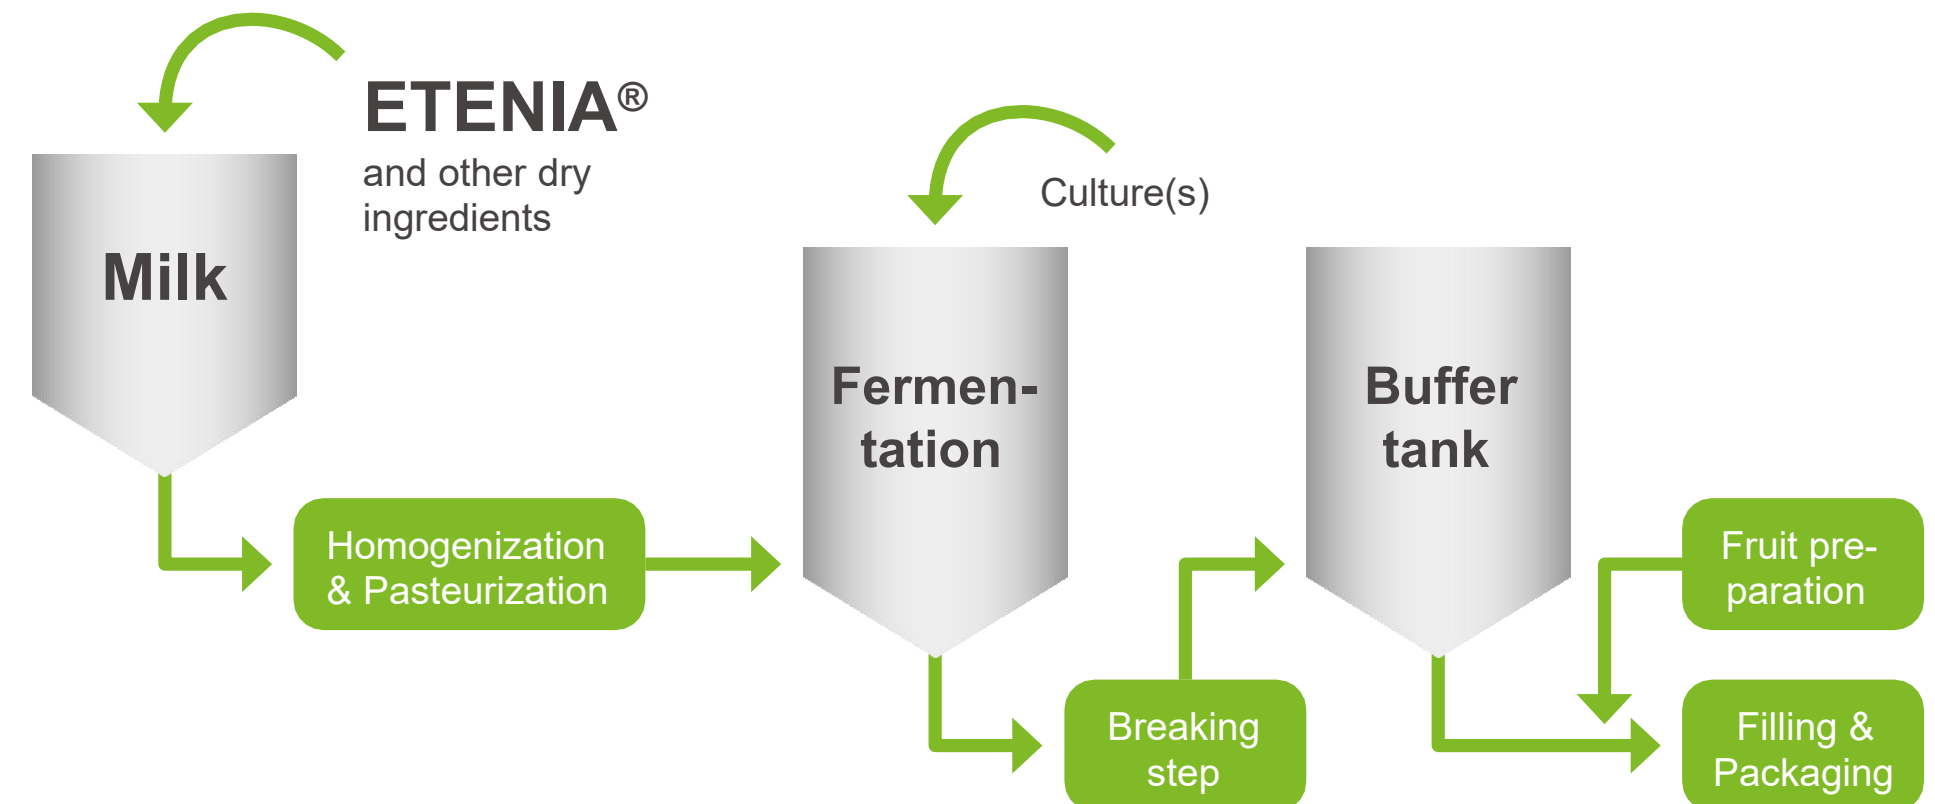 ETENIA®
and other dry
ingredients
Milk
Homogenization
& Pasteurization
Culture(s)
Fermen-
tation
Breaking
step
Buffer
tank
Fruit pre-
paration
Filling &
Packaging